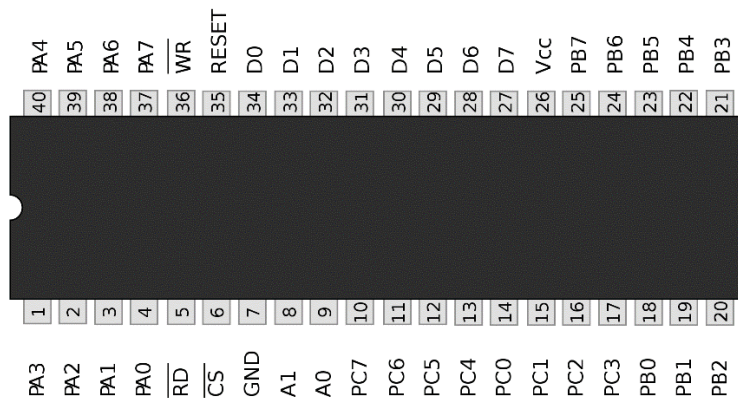 PA4 PA5 PA6 PA7 WR RESET D0 D1 D2 D3 D4 D5 D6 D7 Vcc PB7 PB6 PB5 PB4 PB3
40 39 38 37 36 35 34 33 32 31 30 29 28 27 26 25 24 23 22 21
1 2 3 4 5 6 7 8 9 10 11 12 13 14 15 16 17 18 19 20
PA3 PA2 PA1 PA0 RD CS GND A1 A0 PC7 PC6 PC5 PC4 PC0 PC1 PC2 PC3 PB0 PB1 PB2